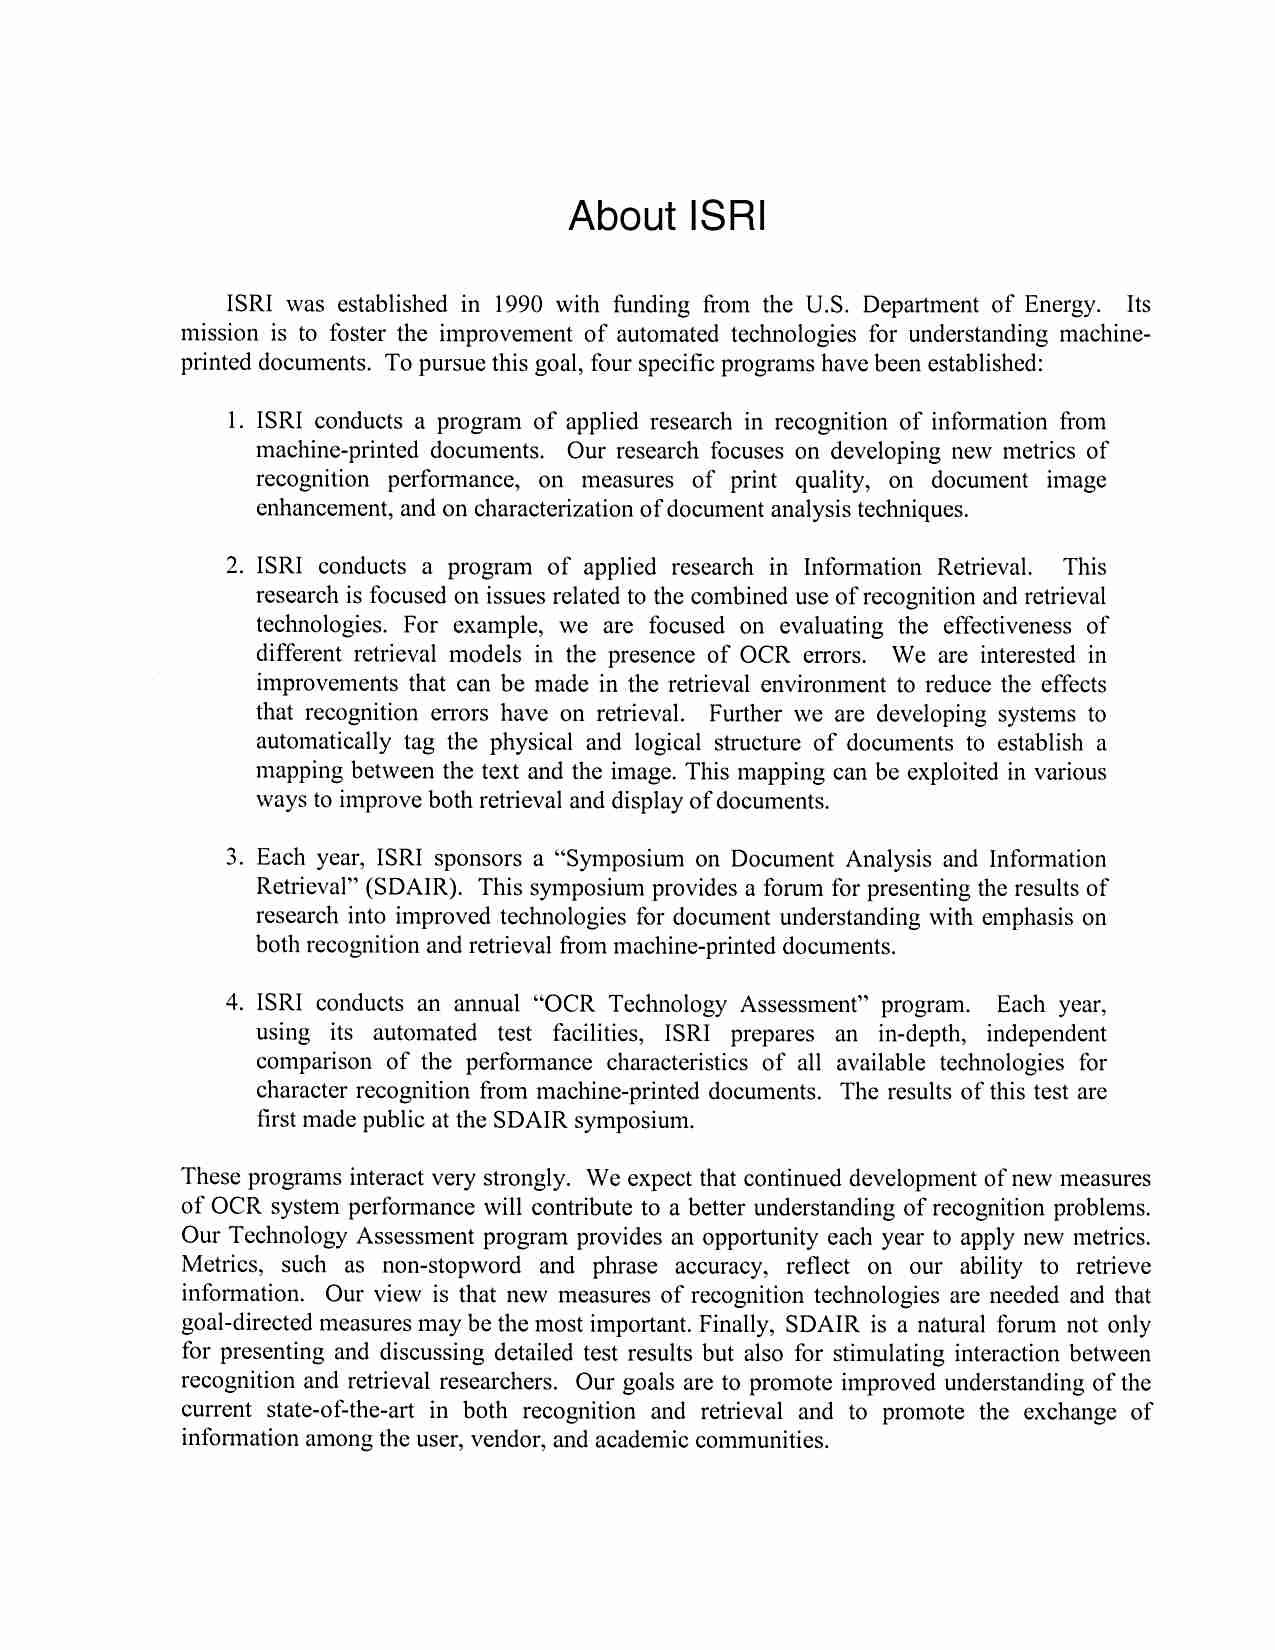 About ISRI
ISRI was established in 1990 with funding from the U.S. Department of Energy. Its
mission is to foster the improvement of automated technologies for understanding machine-
printed documents. To pursue this goal, four specific programs have been established:
1. ISRI conducts a program of applied research in recognition of information from
machine-printed documents. Our research focuses on developing new metrics of
recognition performance, on measures of print quality, on document image
enhancement, and on characterization of document analysis techniques.
2. ISRI conducts a program of applied research in Information Retrieval. This
research is focused on issues related to the combined use of recognition and retrieval
technologies. For example, we are focused on evaluating the effectiveness of
different retrieval models in the presence of OCR errors. We are interested in
improvements that can be made in the retrieval environment to reduce the effects
that recognition errors have on retrieval. Further we are developing systems to
automatically tag the physical and logical structure of documents to establish a
mapping between the text and the image. This mapping can be exploited in various
ways to improve both retrieval and display of documents.
3. Each year, ISRI sponsors a “Symposium on Document Analysis and Information
Retrieval” (SDAIR). This symposium provides a forum for presenting the results of
research into improved technologies for document understanding with emphasis on
both recognition and retrieval from machine-printed documents.
4. ISRI conducts an annual “OCR Technology Assessment” program. Each year,
using its automated test facilities, ISRI prepares an in-depth, independent
comparison of the performance characteristics of all available technologies for
character recognition from machine-printed documents. The results of this test are
first made public at the SDAIR symposium.
These programs interact very strongly. We expect that continued development of new measures
of OCR system performance will contribute to a better understanding of recognition problems.
Our Technology Assessment program provides an opportunity each year to apply new metrics.
Metrics, such as non-stopword and phrase accuracy, reflect on our ability to retrieve
information. Our view is that new measures of recognition technologies are needed and that
goal-directed measures may be the most important. Finally, SDAIR is a natural forum not only
for presenting and discussing detailed test results but also for stimulating interaction between
recognition and retrieval researchers. Our goals are to promote improved understanding of the
current state-of-the-art in both recognition and retrieval and to promote the exchange of
information among the user, vendor, and academic communities.